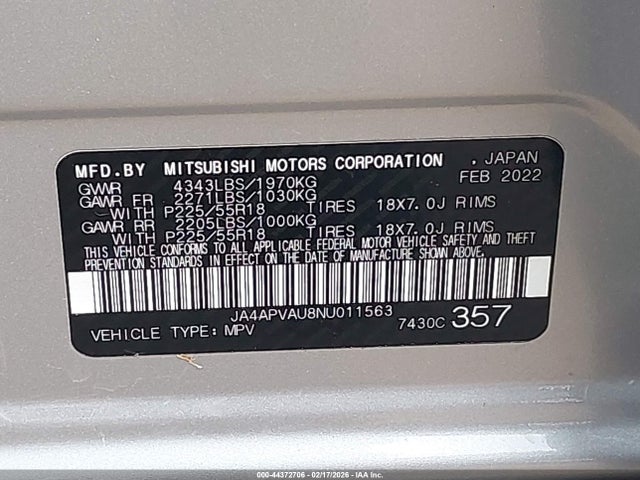 MFD.BY MITSUBISHI MOTORS CORPORATION , JAPAN
GWWR 4343LBS/1970KG FEB 2022
GAWR FR 2271LBS/1030KG
WITH P225/55R18 TIRES 18X7.0J RIMS
GAWR RR 2205LBS/1000KG
WITH P225/55R18 TIRES 18X7.0J RIMS
THIS VEHICLE CONFORMS TO ALL APPLICABLE FEDERAL MOTOR VEHICLE SAFETY AND THEFT
PREVENTION STANDARDS IN EFFECT ON THE DATE OF MANUFACTURE SHOWN ABOVE.
JA4APVAU8NU011563
VEHICLE TYPE: MPV 7430C 357
000-44372706 - 02/17/2026 - IAA Inc.